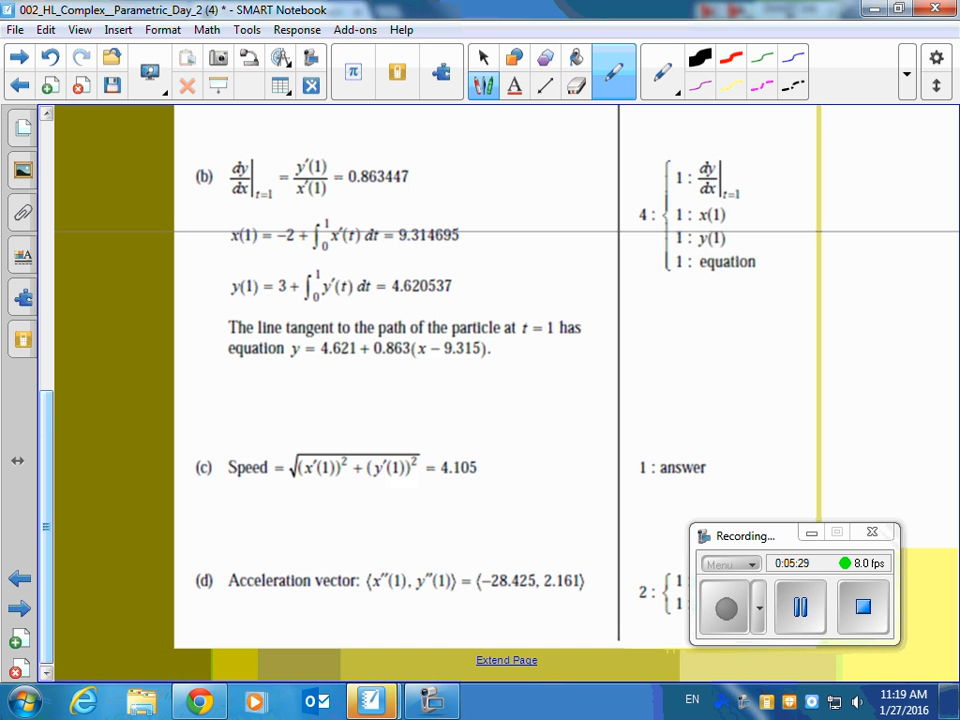 002_HL_Complex__Parametric_Day_2 (4) * - SMART Notebook
File Edit View Insert Format Math Tools Response Add-ons Help
(b) dy/dx|t=1 = y′(1)/x′(1) = 0.863447
x(1) = −2 + ∫₀¹ x′(t) dt = 9.314695
y(1) = 3 + ∫₀¹ y′(t) dt = 4.620537
The line tangent to the path of the particle at t = 1 has
equation y = 4.621 + 0.863(x − 9.315).
4 : { 1 : dy/dx|t=1
1 : x(1)
1 : y(1)
1 : equation
(c) Speed = √((x′(1))² + (y′(1))²) = 4.105
1 : answer
(d) Acceleration vector: ⟨x″(1), y″(1)⟩ = ⟨−28.425, 2.161⟩
2 : { 1
1
Recording...
Menu 0:05:29 8.0 fps
Extend Page
EN 11:19 AM
1/27/2016